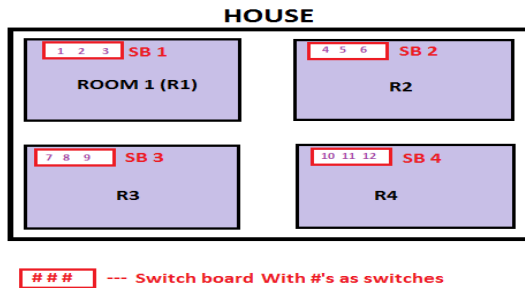 HOUSE
1 2 3 SB 1
ROOM 1 (R1)
4 5 6 SB 2
R2
7 8 9 SB 3
R3
10 11 12 SB 4
R4
# # # --- Switch board With #'s as switches